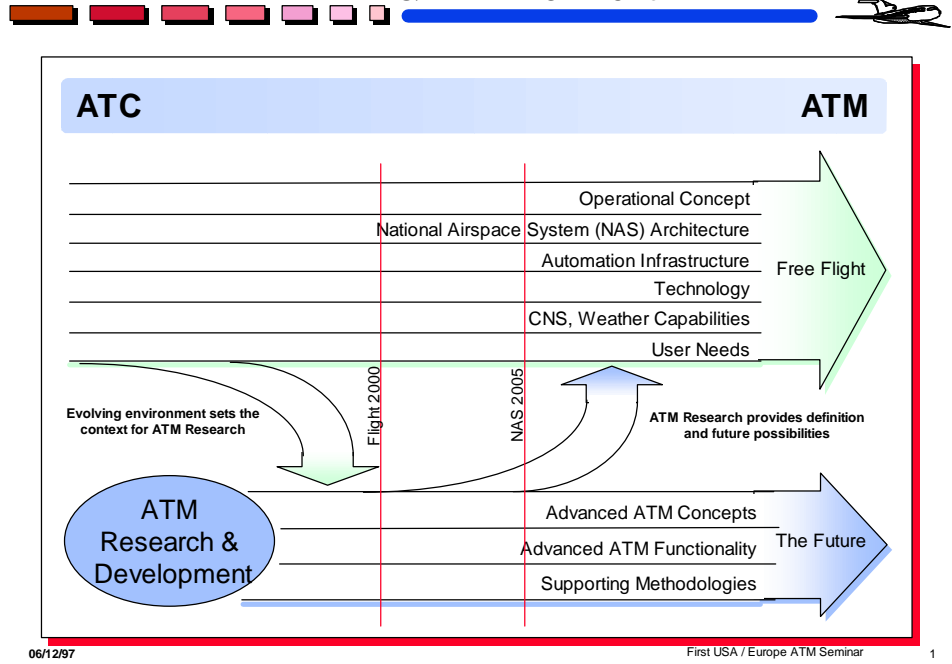 ATC
ATM
Operational Concept
National Airspace System (NAS) Architecture
Automation Infrastructure
Technology
CNS, Weather Capabilities
User Needs
Free Flight
Flight 2000
NAS 2005
Evolving environment sets the
context for ATM Research
ATM Research provides definition
and future possibilities
ATM
Research &
Development
Advanced ATM Concepts
Advanced ATM Functionality
Supporting Methodologies
The Future
06/12/97
First USA / Europe ATM Seminar
1